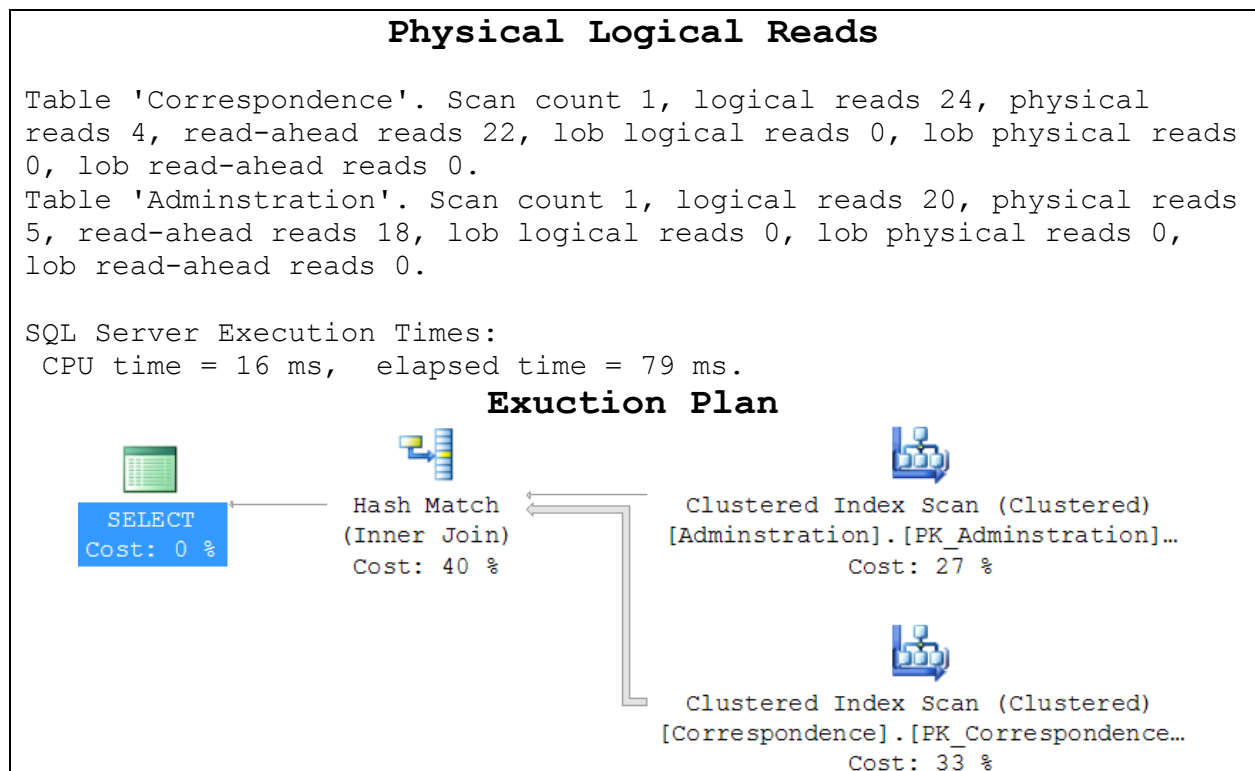 Physical Logical Reads
Table 'Correspondence'. Scan count 1, logical reads 24, physical
reads 4, read-ahead reads 22, lob logical reads 0, lob physical reads
0, lob read-ahead reads 0.
Table 'Adminstration'. Scan count 1, logical reads 20, physical reads
5, read-ahead reads 18, lob logical reads 0, lob physical reads 0,
lob read-ahead reads 0.
SQL Server Execution Times:
CPU time = 16 ms,  elapsed time = 79 ms.
Exuction Plan
SELECT
Cost: 0 %
Hash Match
(Inner Join)
Cost: 40 %
Clustered Index Scan (Clustered)
[Adminstration].[PK_Adminstration]…
Cost: 27 %
Clustered Index Scan (Clustered)
[Correspondence].[PK_Correspondence…
Cost: 33 %